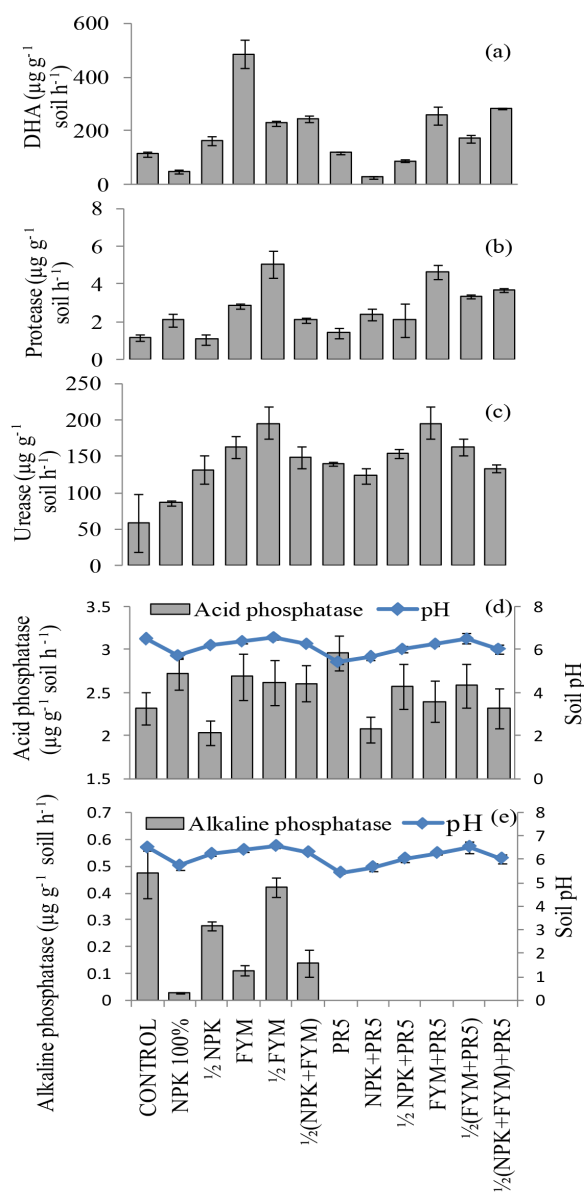 DHA (µg g-1
soil h-1)
600
400
200
0
(a)
Protease (µg g-1
soil h-1)
8
6
4
2
0
(b)
Urease (µg g-1
soil h-1)
250
200
150
100
50
0
(c)
Acid phosphatase
(µg g-1 soil h-1)
3.5
3
2.5
2
1.5
Acid phosphatase
pH
(d)
8
6
4
2
0
Soil pH
Alkaline phosphatase (µg g-1 soill h-1)
0.7
0.6
0.5
0.4
0.3
0.2
0.1
0
Alkaline phosphatase
pH
(e)
8
7
6
5
4
3
2
1
0
Soil pH
CONTROL
NPK 100%
½ NPK
FYM
½ FYM
½(NPK+FYM)
PR5
NPK+PR5
½ NPK+PR5
FYM+PR5
½(FYM+PR5)
½(NPK+FYM)+PR5